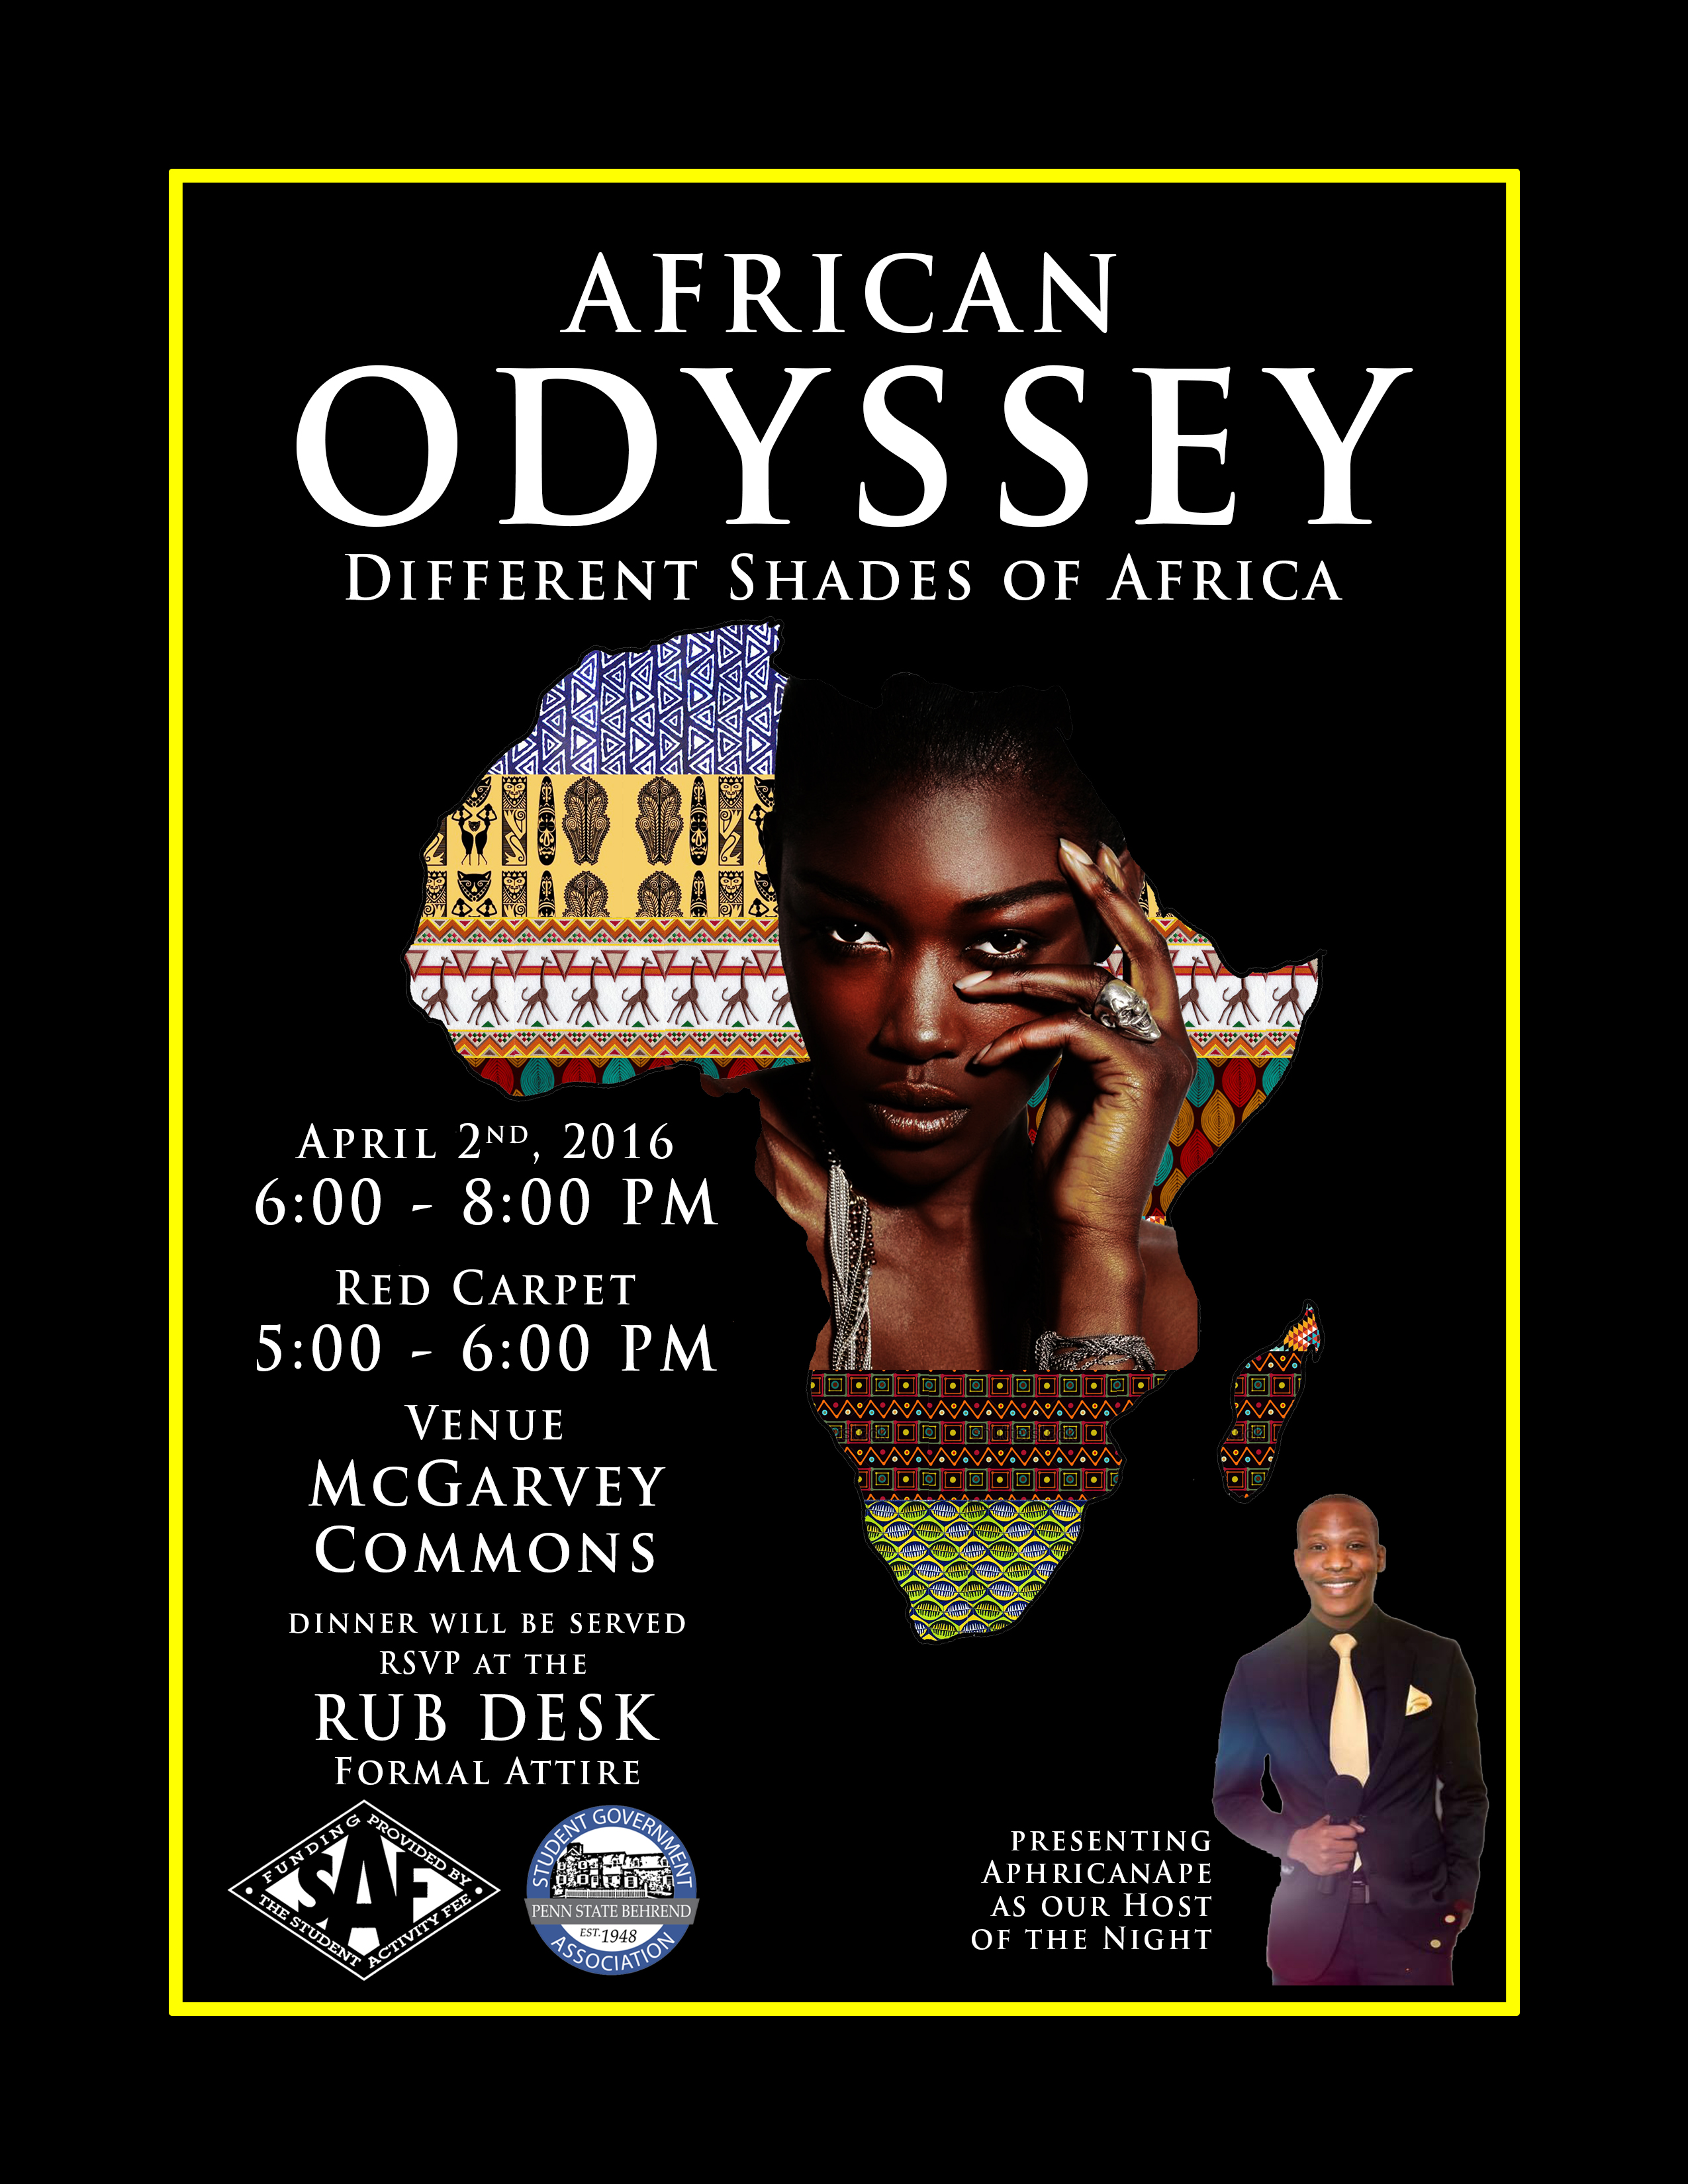 AFRICAN
ODYSSEY
DIFFERENT SHADES OF AFRICA
APRIL 2ND, 2016
6:00 - 8:00 PM
RED CARPET
5:00 - 6:00 PM
VENUE
MCGARVEY
COMMONS
DINNER WILL BE SERVED
RSVP AT THE
RUB DESK
FORMAL ATTIRE
FUNDING PROVIDED BY
SAF
THE STUDENT ACTIVITY FEE
STUDENT GOVERNMENT
PENN STATE BEHREND
EST. 1948
ASSOCIATION
PRESENTING
APHRICANAPE
AS OUR HOST
OF THE NIGHT